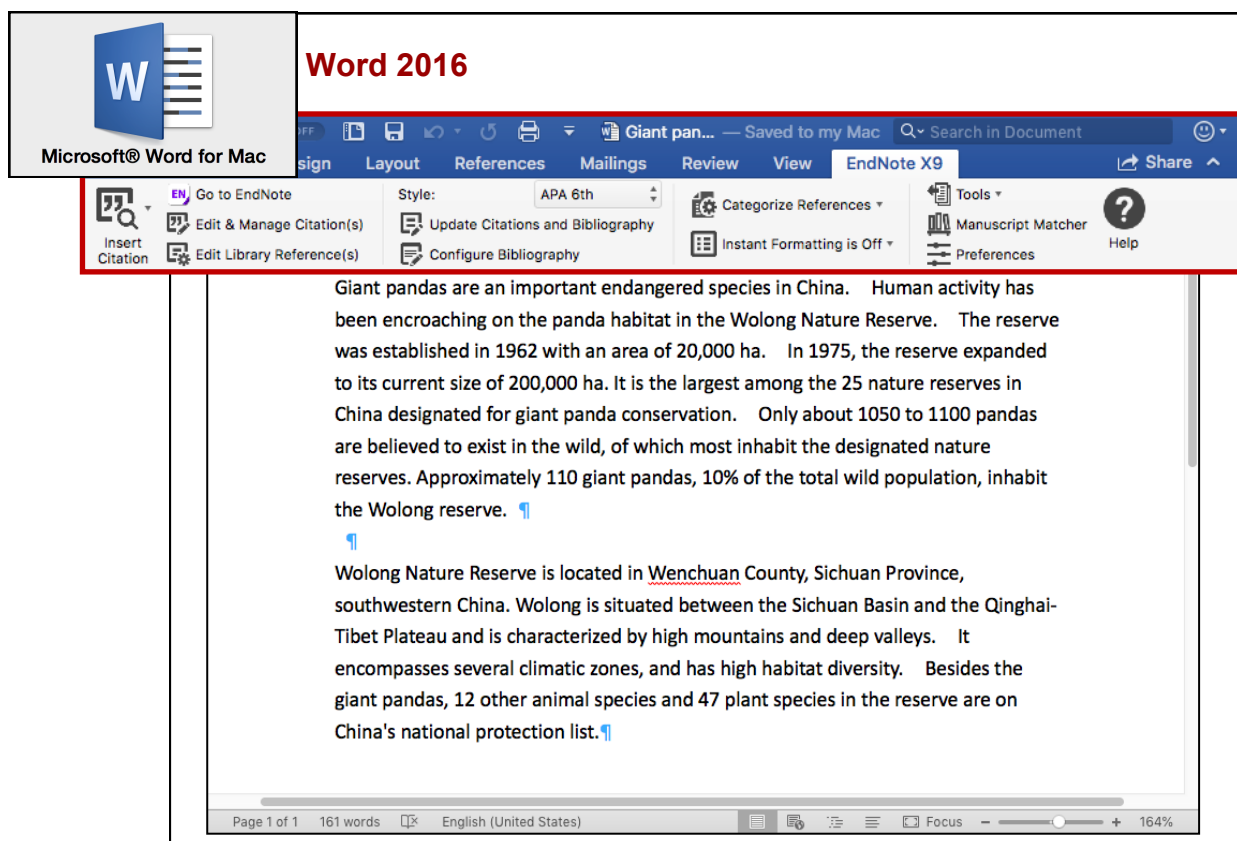 Word 2016
W
Microsoft® Word for Mac
OFF Giant pan... — Saved to my Mac Search in Document
sign Layout References Mailings Review View EndNote X9 Share
Insert Citation
EN Go to EndNote
Edit & Manage Citation(s)
Edit Library Reference(s)
Style: APA 6th
Update Citations and Bibliography
Configure Bibliography
Categorize References
Instant Formatting is Off
Tools
Manuscript Matcher
Preferences
?
Help
Giant pandas are an important endangered species in China. Human activity has
been encroaching on the panda habitat in the Wolong Nature Reserve. The reserve
was established in 1962 with an area of 20,000 ha. In 1975, the reserve expanded
to its current size of 200,000 ha. It is the largest among the 25 nature reserves in
China designated for giant panda conservation. Only about 1050 to 1100 pandas
are believed to exist in the wild, of which most inhabit the designated nature
reserves. Approximately 110 giant pandas, 10% of the total wild population, inhabit
the Wolong reserve. ¶
¶
Wolong Nature Reserve is located in Wenchuan County, Sichuan Province,
southwestern China. Wolong is situated between the Sichuan Basin and the Qinghai-
Tibet Plateau and is characterized by high mountains and deep valleys. It
encompasses several climatic zones, and has high habitat diversity. Besides the
giant pandas, 12 other animal species and 47 plant species in the reserve are on
China's national protection list.¶
Page 1 of 1 161 words English (United States) Focus − + 164%